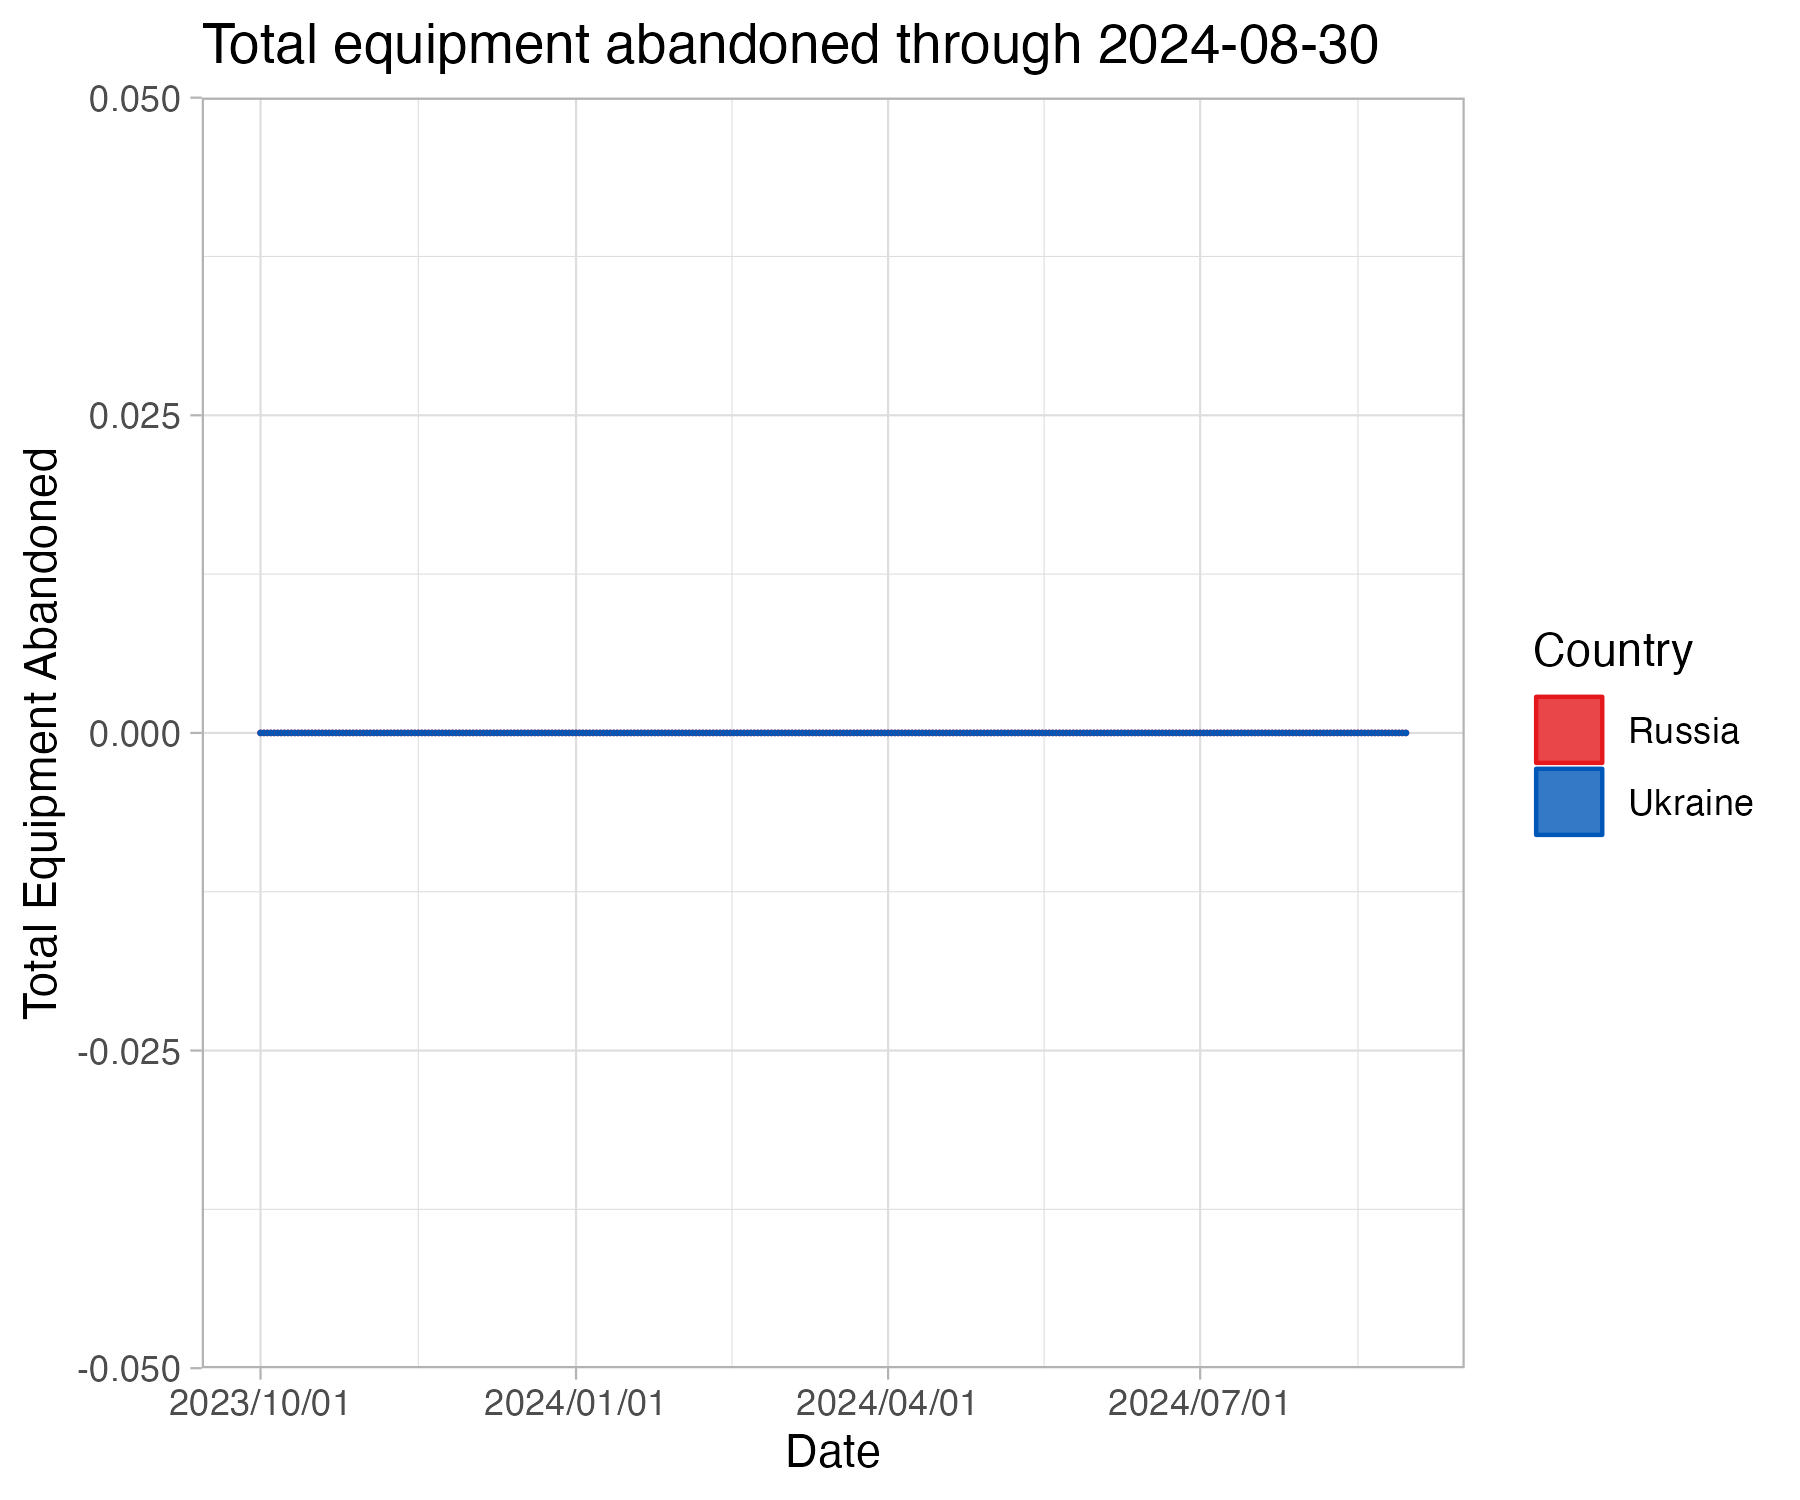 Total equipment abandoned through 2024-08-30
Total Equipment Abandoned
0.050
0.025
0.000
-0.025
-0.050
2023/10/01
2024/01/01
2024/04/01
2024/07/01
Date
Country
Russia
Ukraine